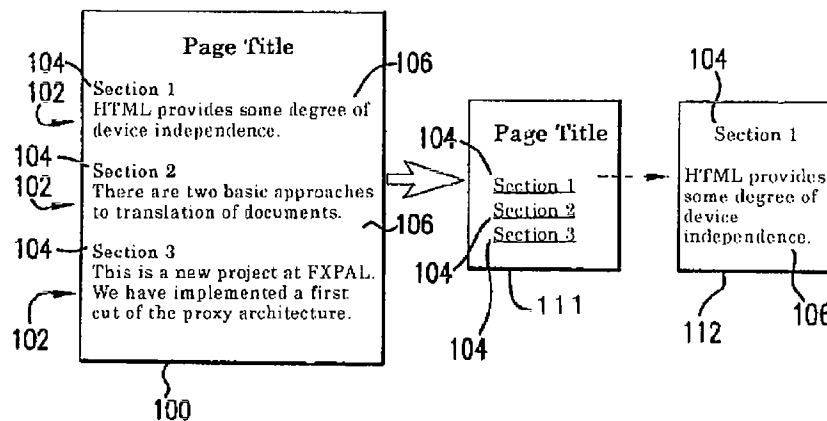 Page Title
104
106
Section 1
102
HTML provides some degree of
device independence.
104
Section 2
102
There are two basic approaches
to translation of documents.
106
104
Section 3
This is a new project at FXPAL.
102
We have implemented a first
cut of the proxy architecture.
100
104
Page Title
Section 1
Section 2
Section 3
104
104
111
104
Section 1
HTML provides
some degree of
device
independence.
106
112